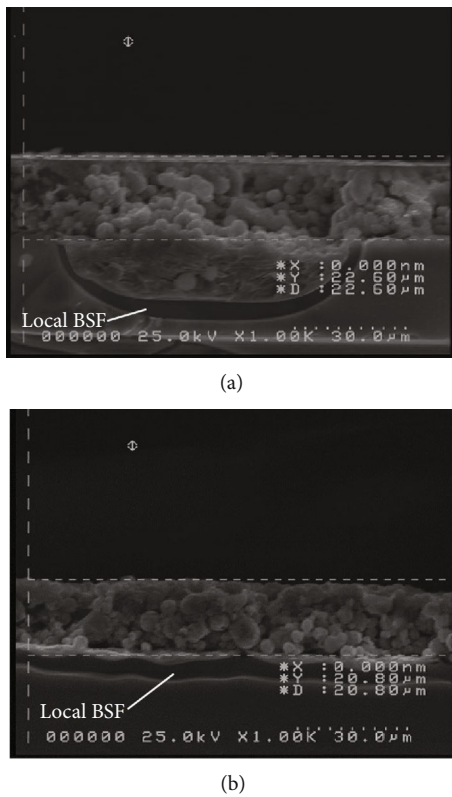 *X :0.000nm
*Y :22.60µm
*D :22.60µm
Local BSF
000000 25.0kV X1.00K 30.0µm
(a)
*X :0.000nm
*Y :20.80µm
*D :20.80µm
Local BSF
000000 25.0kV X1.00K 30.0µm
(b)